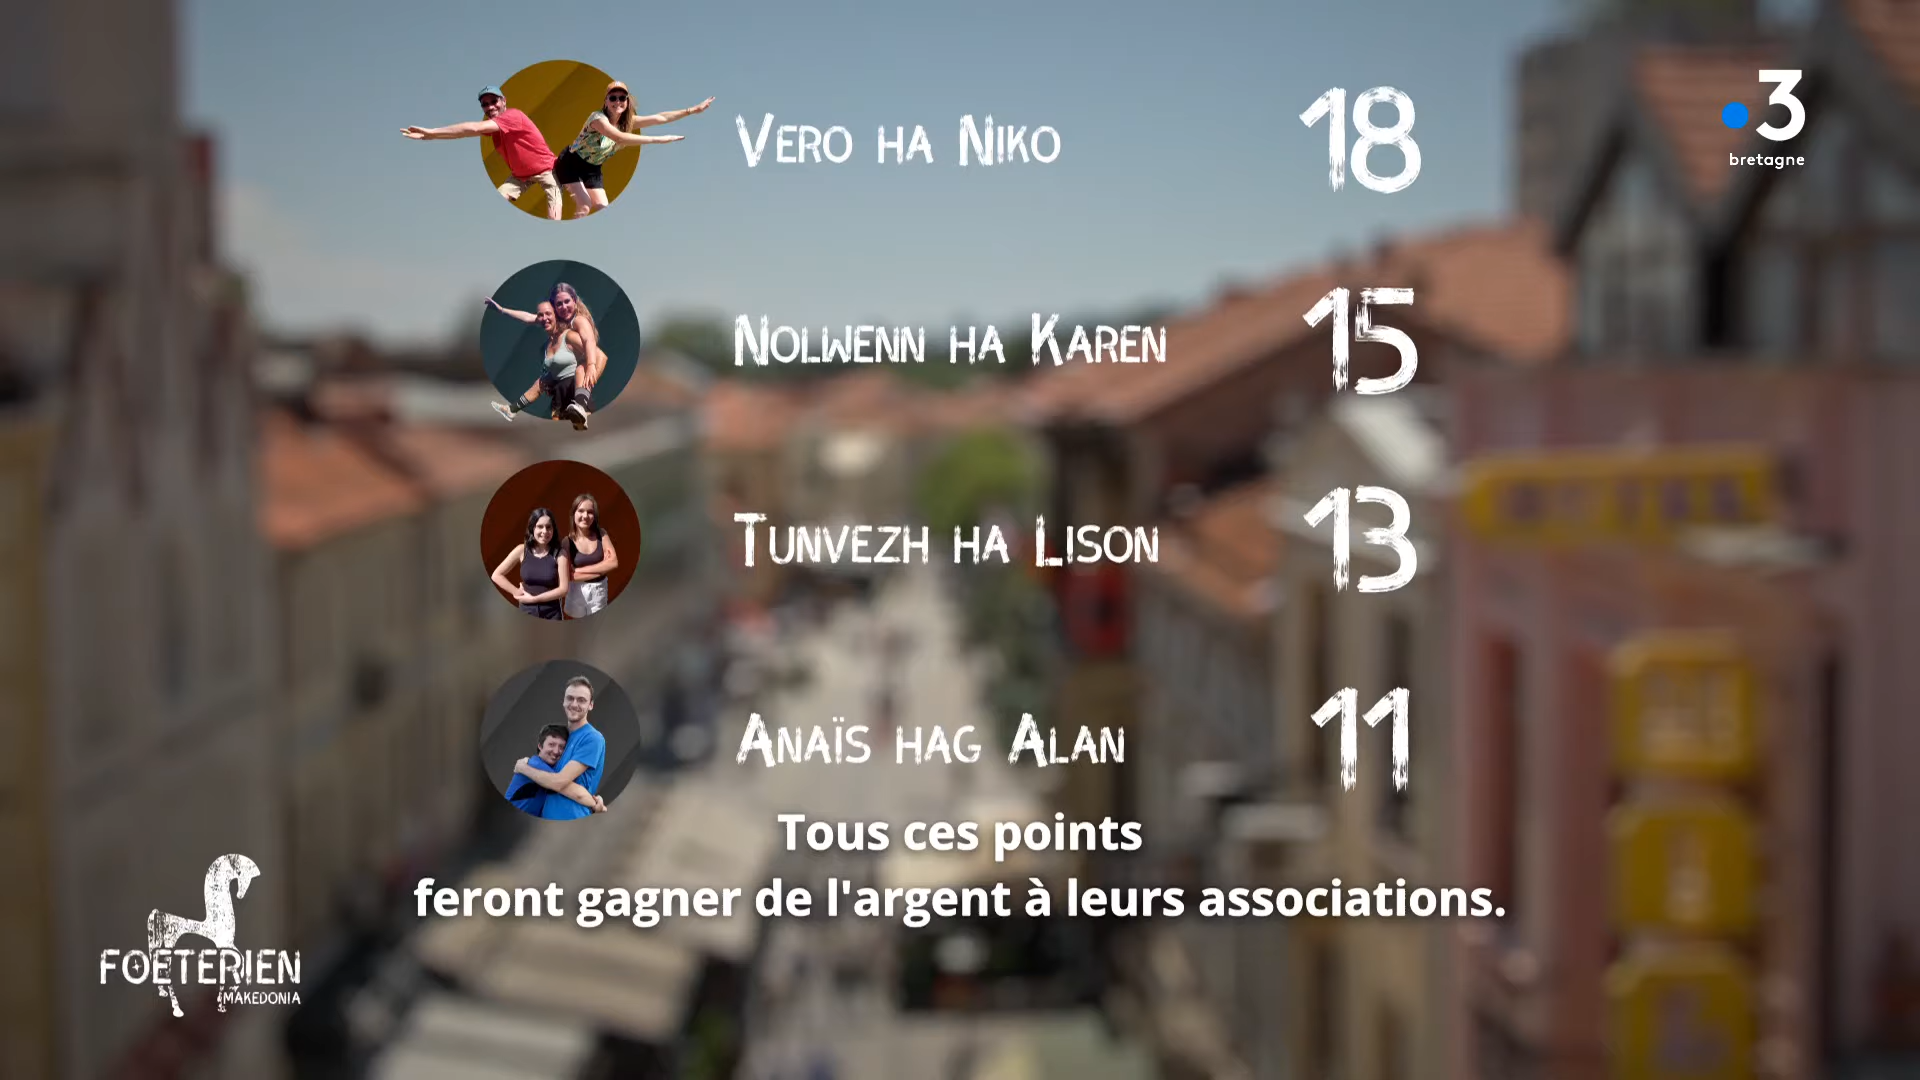 VERO HA NIKO 18
3
bretagne
NOLWENN HA KAREN 15
TUNVEZH HA LISON 13
ANAÏS HAG ALAN 11
Tous ces points
feront gagner de l'argent à leurs associations.
FOETERIEN
MAKEDONIA